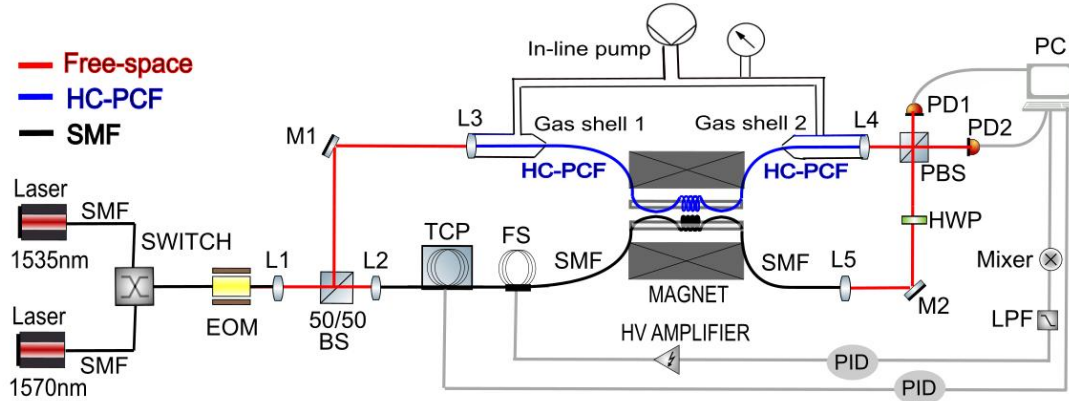 Free-space
HC-PCF
SMF
In-line pump
PC
M1
L3
Gas shell 1
Gas shell 2
L4
PD1
PD2
HC-PCF
HC-PCF
PBS
Laser
SMF
1535nm
SWITCH
TCP
FS
HWP
L1
L2
SMF
SMF
L5
Mixer
EOM
50/50
BS
MAGNET
M2
Laser
SMF
1570nm
HV AMPLIFIER
LPF
PID
PID